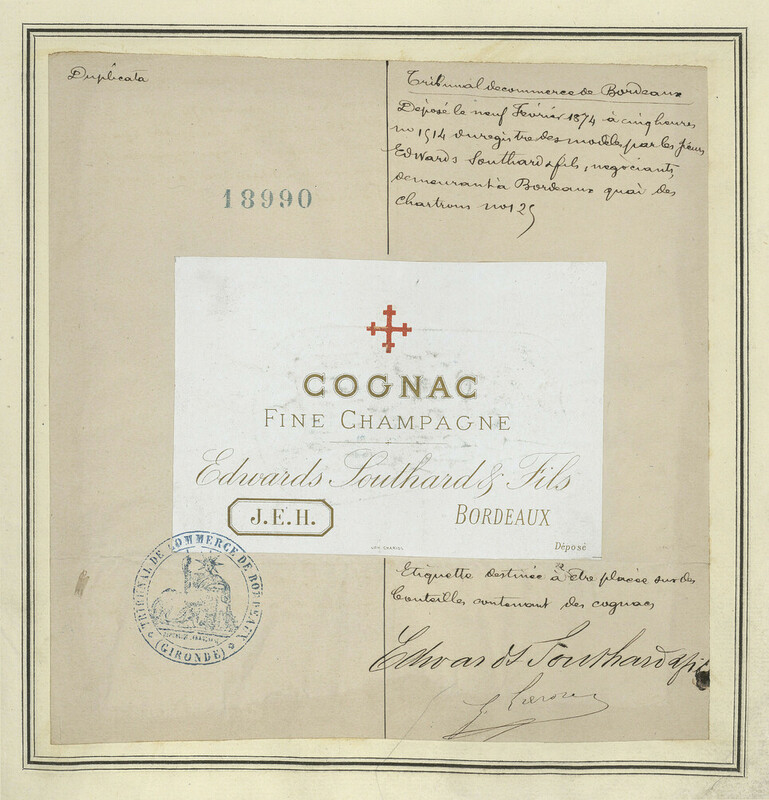 Duplicata
18990
Tribunal de commerce de Bordeaux
Déposé le neuf Février 1874 à cinq heures
no 1514 du registre des modèles par les sieurs
Edwards Southard & fils, négociants,
demeurant à Bordeaux quai des
Chartrons no 125
COGNAC
FINE CHAMPAGNE
Edwards Southard & Fils
J.E.H.
BORDEAUX
Déposé
TRIBUNAL DE COMMERCE DE BORDEAUX
(GIRONDE)
Etiquette destinée à être placée sur des
bouteilles contenant des cognacs
Edwards Southard & fils